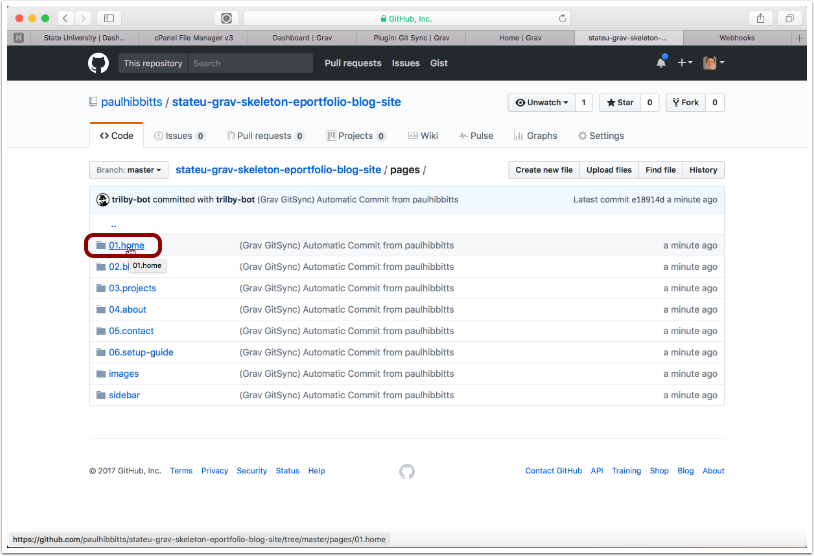 GitHub, Inc.
H State University | Dash... cPanel File Manager v3 Dashboard | Grav Plugin: Git Sync | Grav Home | Grav stateu-grav-skeleton-... Webhooks +
This repository Search Pull requests Issues Gist
paulhibbitts / stateu-grav-skeleton-eportfolio-blog-site Unwatch 1 Star 0 Fork 0
Code Issues 0 Pull requests 0 Projects 0 Wiki Pulse Graphs Settings
Branch: master stateu-grav-skeleton-eportfolio-blog-site / pages / Create new file Upload files Find file History
trilby-bot committed with trilby-bot (Grav GitSync) Automatic Commit from paulhibbitts Latest commit e18914d a minute ago
..
01.home (Grav GitSync) Automatic Commit from paulhibbitts a minute ago
01.home
02.bl (Grav GitSync) Automatic Commit from paulhibbitts a minute ago
03.projects (Grav GitSync) Automatic Commit from paulhibbitts a minute ago
04.about (Grav GitSync) Automatic Commit from paulhibbitts a minute ago
05.contact (Grav GitSync) Automatic Commit from paulhibbitts a minute ago
06.setup-guide (Grav GitSync) Automatic Commit from paulhibbitts a minute ago
images (Grav GitSync) Automatic Commit from paulhibbitts a minute ago
sidebar (Grav GitSync) Automatic Commit from paulhibbitts a minute ago
© 2017 GitHub, Inc. Terms Privacy Security Status Help Contact GitHub API Training Shop Blog About
https://github.com/paulhibbitts/stateu-grav-skeleton-eportfolio-blog-site/tree/master/pages/01.home